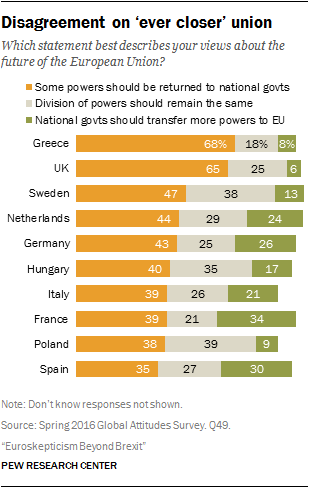 Disagreement on ‘ever closer’ union
Which statement best describes your views about the
future of the European Union?
Some powers should be returned to national govts
Division of powers should remain the same
National govts should transfer more powers to EU
Greece 68% 18% 8%
UK 65 25 6
Sweden 47 38 13
Netherlands 44 29 24
Germany 43 25 26
Hungary 40 35 17
Italy 39 26 21
France 39 21 34
Poland 38 39 9
Spain 35 27 30
Note: Don’t know responses not shown.
Source: Spring 2016 Global Attitudes Survey. Q49.
“Euroskepticism Beyond Brexit”
PEW RESEARCH CENTER